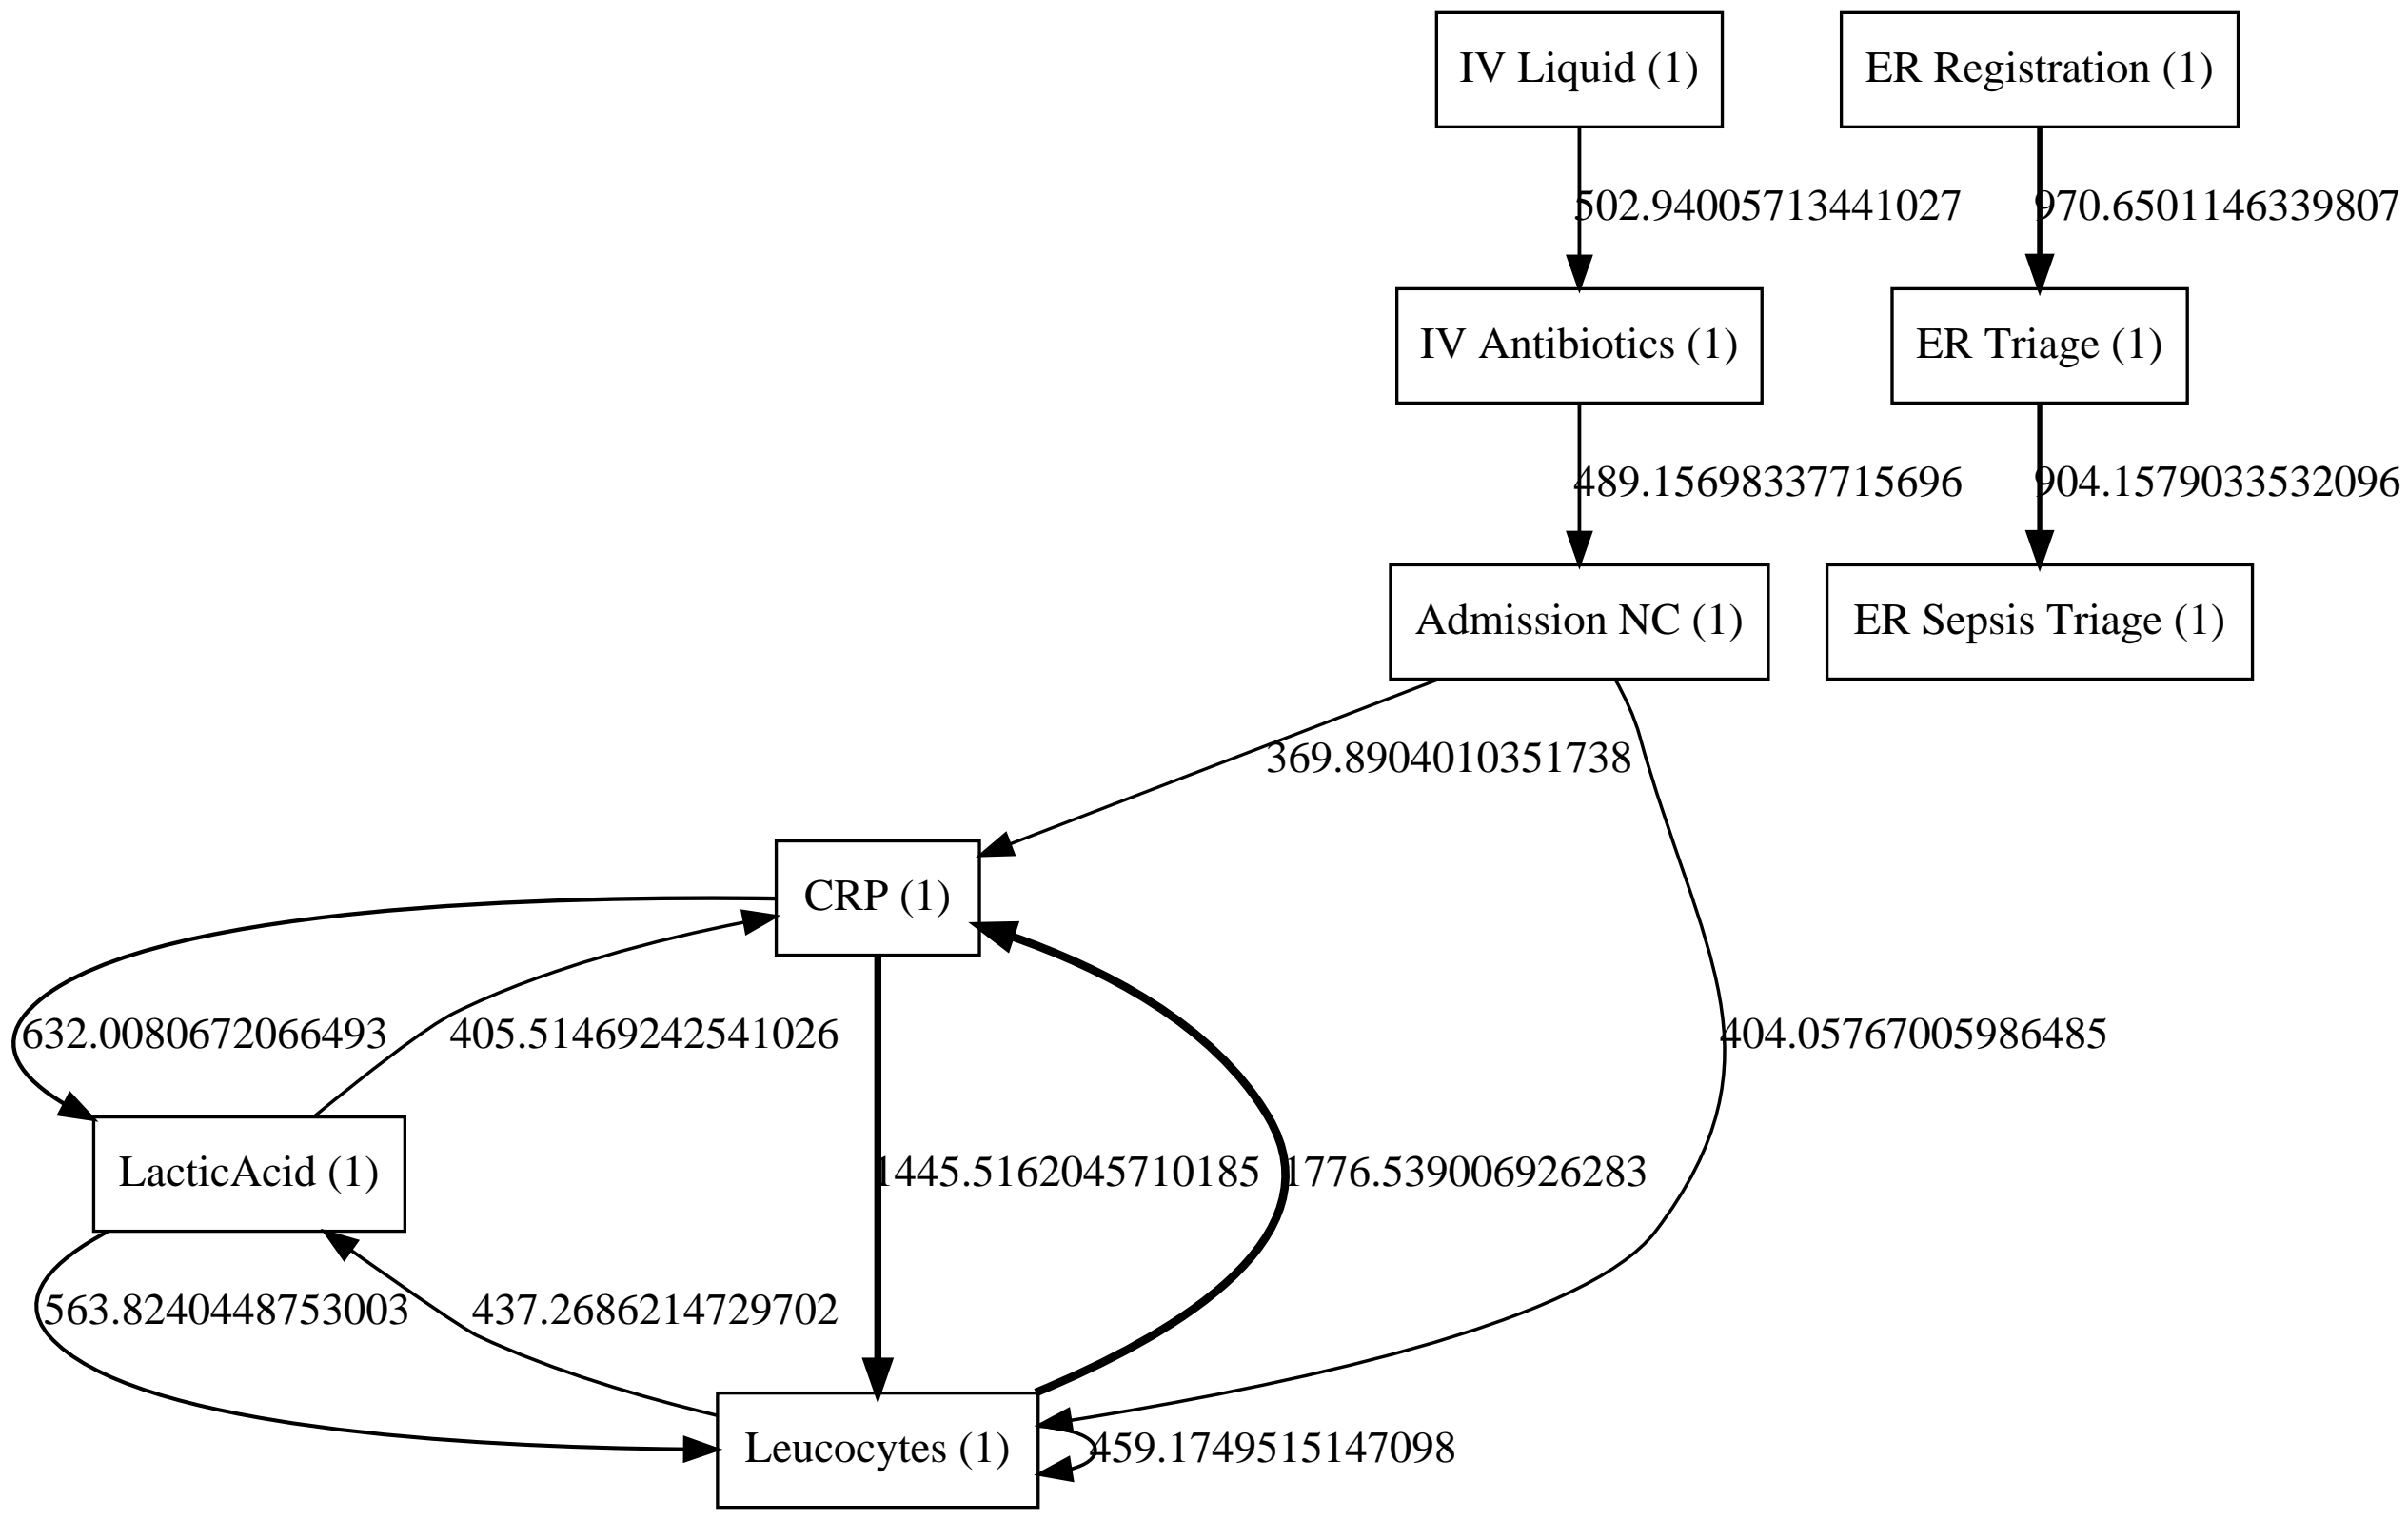 IV Liquid (1)
ER Registration (1)
502.94005713441027
970.6501146339807
IV Antibiotics (1)
ER Triage (1)
489.15698337715696
904.1579033532096
Admission NC (1)
ER Sepsis Triage (1)
369.8904010351738
CRP (1)
632.0080672066493
405.51469242541026
404.05767005986485
LacticAcid (1)
1445.5162045710185
1776.539006926283
563.8240448753003
437.2686214729702
Leucocytes (1)
459.1749515147098